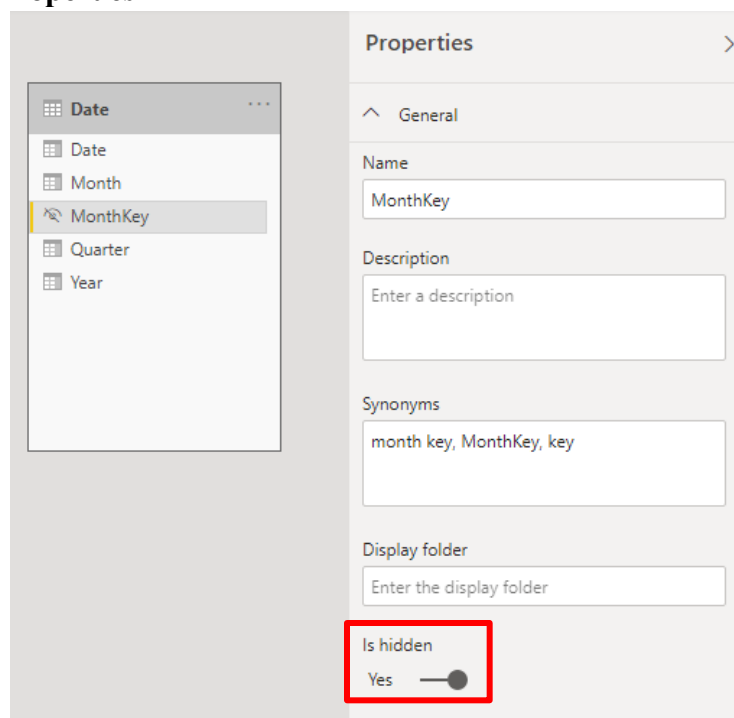 Properties
Date
Date
Month
MonthKey
Quarter
Year
General
Name
MonthKey
Description
Enter a description
Synonyms
month key, MonthKey, key
Display folder
Enter the display folder
Is hidden
Yes